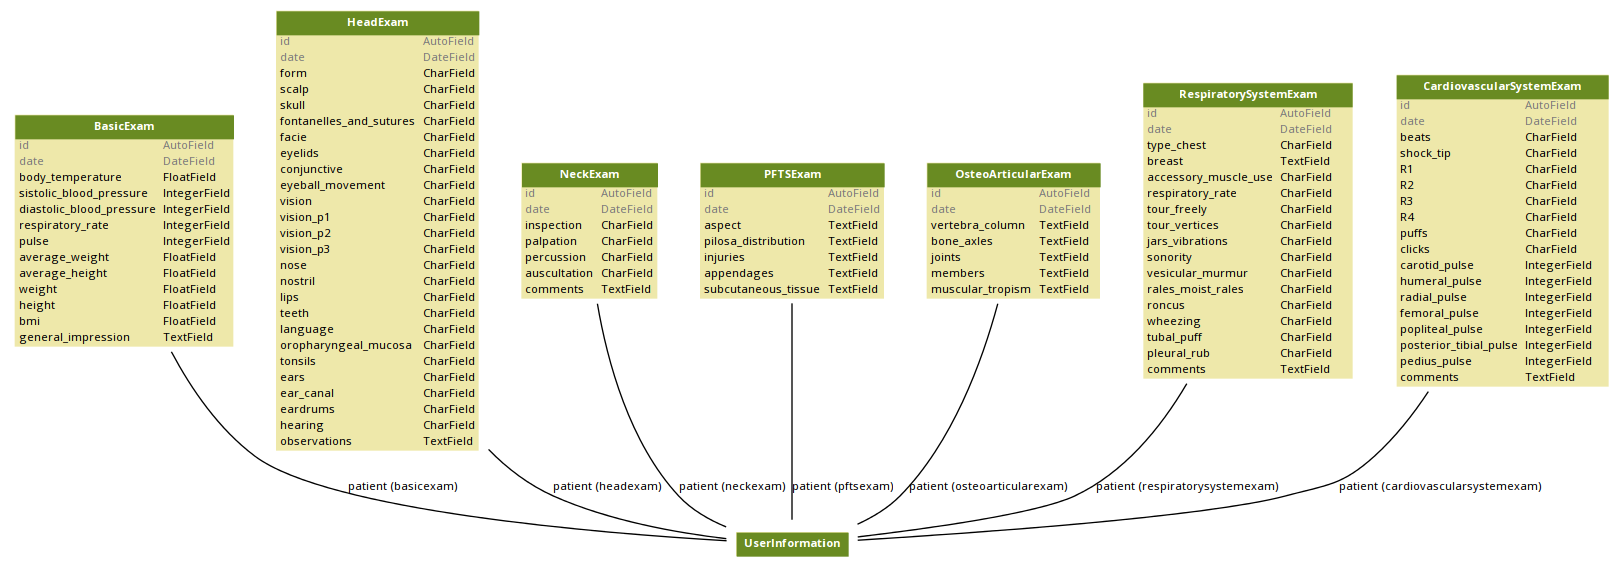 BasicExam
id AutoField
date DateField
body_temperature FloatField
sistolic_blood_pressure IntegerField
diastolic_blood_pressure IntegerField
respiratory_rate IntegerField
pulse IntegerField
average_weight FloatField
average_height FloatField
weight FloatField
height FloatField
bmi FloatField
general_impression TextField
HeadExam
id AutoField
date DateField
form CharField
scalp CharField
skull CharField
fontanelles_and_sutures CharField
facie CharField
eyelids CharField
conjunctive CharField
eyeball_movement CharField
vision CharField
vision_p1 CharField
vision_p2 CharField
vision_p3 CharField
nose CharField
nostril CharField
lips CharField
teeth CharField
language CharField
oropharyngeal_mucosa CharField
tonsils CharField
ears CharField
ear_canal CharField
eardrums CharField
hearing CharField
observations TextField
NeckExam
id AutoField
date DateField
inspection CharField
palpation CharField
percussion CharField
auscultation CharField
comments TextField
PFTSExam
id AutoField
date DateField
aspect TextField
pilosa_distribution TextField
injuries TextField
appendages TextField
subcutaneous_tissue TextField
OsteoArticularExam
id AutoField
date DateField
vertebra_column TextField
bone_axles TextField
joints TextField
members TextField
muscular_tropism TextField
RespiratorySystemExam
id AutoField
date DateField
type_chest CharField
breast TextField
accessory_muscle_use CharField
respiratory_rate CharField
tour_freely CharField
tour_vertices CharField
jars_vibrations CharField
sonority CharField
vesicular_murmur CharField
rales_moist_rales CharField
roncus CharField
wheezing CharField
tubal_puff CharField
pleural_rub CharField
comments TextField
CardiovascularSystemExam
id AutoField
date DateField
beats CharField
shock_tip CharField
R1 CharField
R2 CharField
R3 CharField
R4 CharField
puffs CharField
clicks CharField
carotid_pulse IntegerField
humeral_pulse IntegerField
radial_pulse IntegerField
femoral_pulse IntegerField
popliteal_pulse IntegerField
posterior_tibial_pulse IntegerField
pedius_pulse IntegerField
comments TextField
patient (basicexam)
patient (headexam)
patient (neckexam)
patient (pftsexam)
patient (osteoarticularexam)
patient (respiratorysystemexam)
patient (cardiovascularsystemexam)
UserInformation